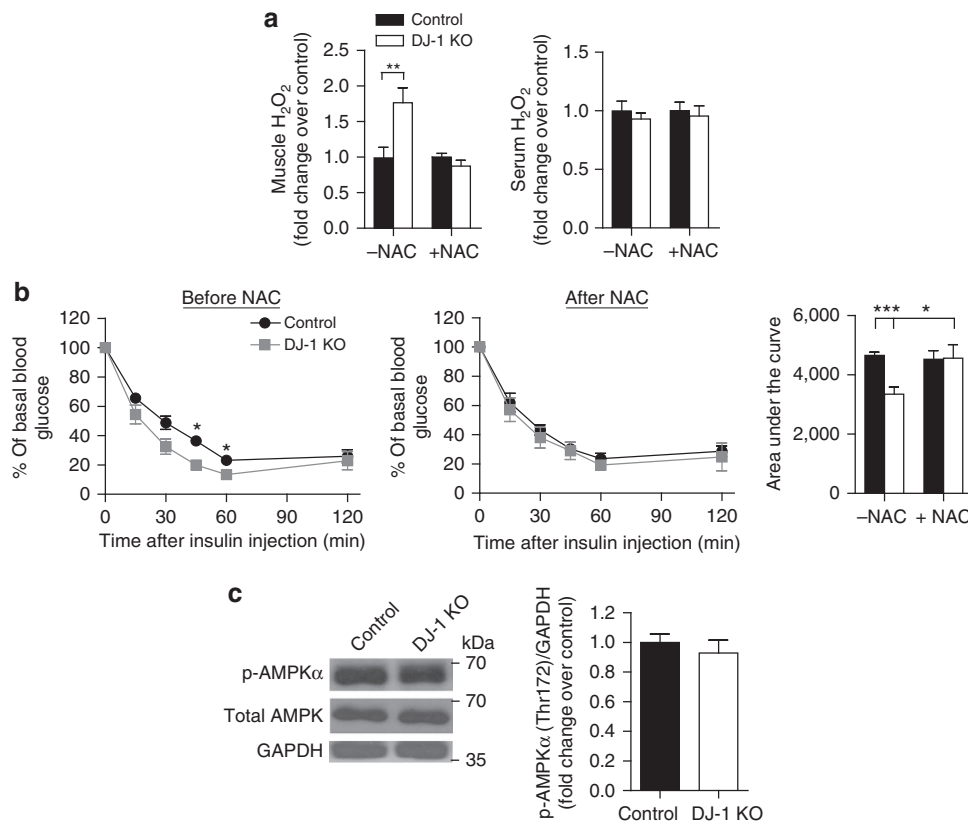 a
Control
DJ-1 KO
Muscle H2O2
(fold change over control)
2.5
2.0
1.5
1.0
0.5
0.0
**
–NAC
+NAC
Serum H2O2
(fold change over control)
1.5
1.0
0.5
0.0
–NAC
+NAC
b
Before NAC
Control
DJ-1 KO
% Of basal blood
glucose
120
100
80
60
40
20
0
*
*
0
30
60
90
120
Time after insulin injection (min)
After NAC
% Of basal blood
glucose
120
100
80
60
40
20
0
0
30
60
90
120
Time after insulin injection (min)
Area under the curve
6,000
4,000
2,000
0
***
*
–NAC
+ NAC
c
Control
DJ-1 KO
kDa
p-AMPKα
70
Total AMPK
70
GAPDH
35
p-AMPKα (Thr172)/GAPDH
(fold change over control)
1.2
1.0
0.8
0.6
0.4
0.2
0.0
Control
DJ-1 KO